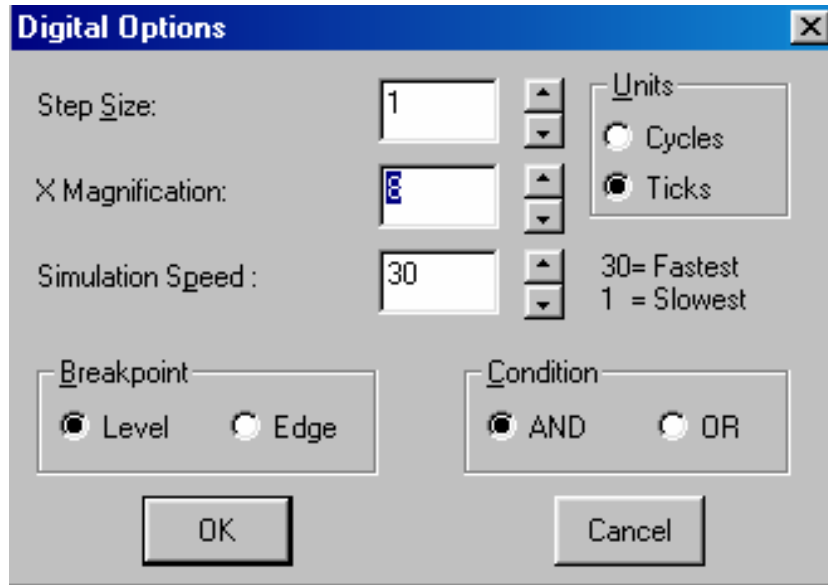 Digital Options
Step Size:
1
Units
Cycles
Ticks
X Magnification:
8
Simulation Speed :
30
30= Fastest
1 = Slowest
Breakpoint
Level
Edge
Condition
AND
OR
OK
Cancel